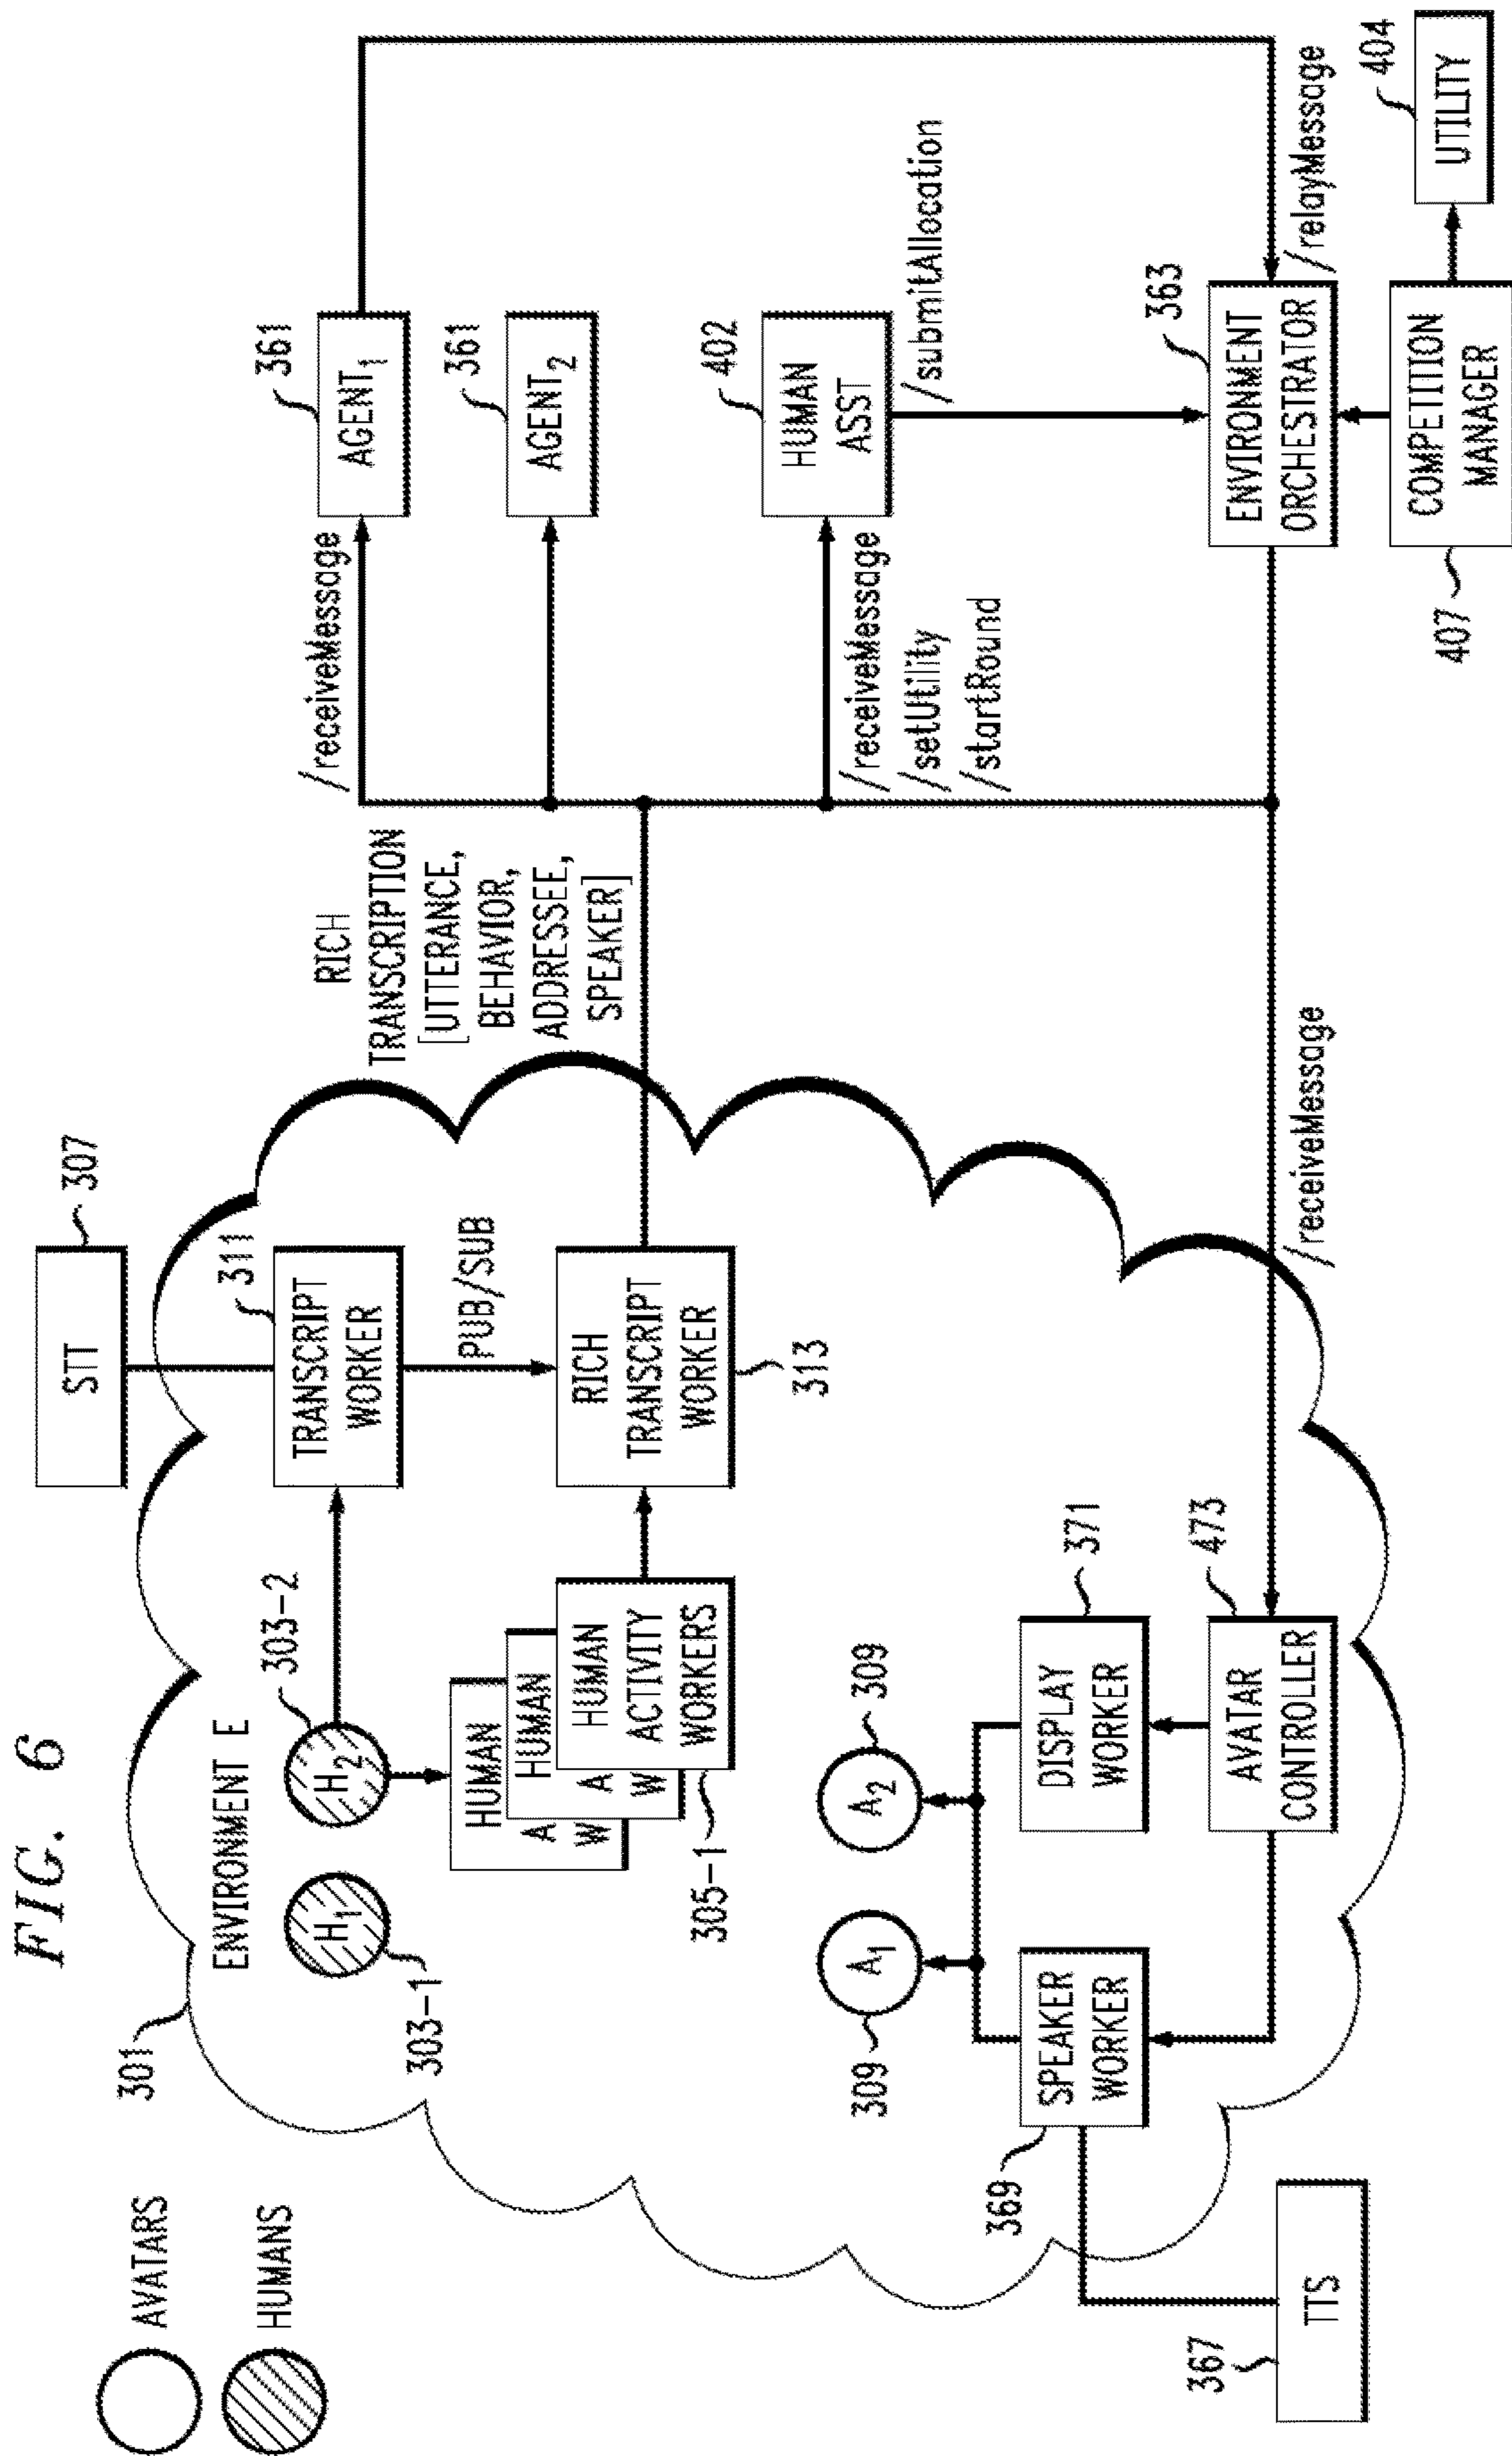 FIG. 6
AVATARS
HUMANS
301
ENVIRONMENT E
H1
303-1
H2
303-2
STT
307
TRANSCRIPT
WORKER
311
PUB/SUB
RICH
TRANSCRIPT
WORKER
313
HUMAN
A
W
HUMAN
A
W
HUMAN
ACTIVITY
WORKERS
305-1
RICH
TRANSCRIPTION
[UTTERANCE,
BEHAVIOR,
ADDRESSEE,
SPEAKER]
/receiveMessage
AGENT1
361
AGENT2
361
HUMAN
ASST
402
/receiveMessage
/setUtility
/startRound
/submitAllocation
/relayMessage
ENVIRONMENT
ORCHESTRATOR
363
COMPETITION
MANAGER
407
UTILITY
404
/receiveMessage
A1
309
A2
309
SPEAKER
WORKER
369
DISPLAY
WORKER
371
AVATAR
CONTROLLER
473
TTS
367